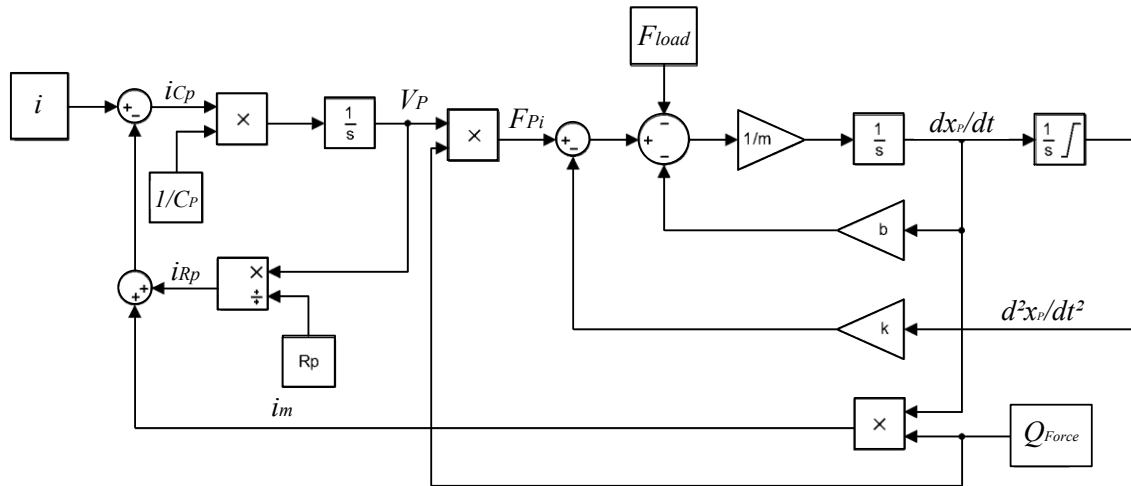 F_load
i
+ -
i_Cp
×
1/s
V_P
×
F_Pi
+ -
+ - -
1/m
1/s
dx_P/dt
1/s
1/C_P
b
+ +
i_Rp
× ÷
k
d²x_P/dt²
Rp
i_m
×
Q_Force